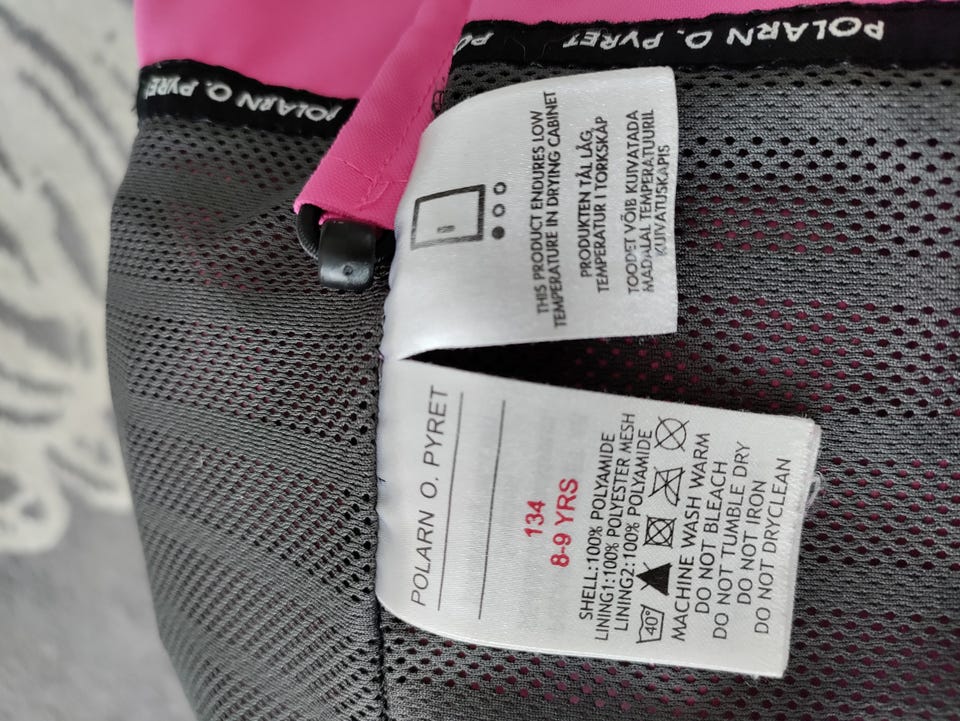 POLARN O. PYRET
POLARN O. PYRET
PO
THIS PRODUCT ENDURES LOW
TEMPERATURE IN DRYING CABINET
PRODUKTEN TÅL LÅG
TEMPERATUR I TORKSKÅP
TOODET VÕIB KUIVATADA
MADALAL TEMPERATUURIL
KUIVATUSKAPIS
POLARN O. PYRET
134
8-9 YRS
SHELL:100% POLYAMIDE
LINING1:100% POLYESTER MESH
LINING2:100% POLYAMIDE
40°
MACHINE WASH WARM
DO NOT BLEACH
DO NOT TUMBLE DRY
DO NOT IRON
DO NOT DRYCLEAN